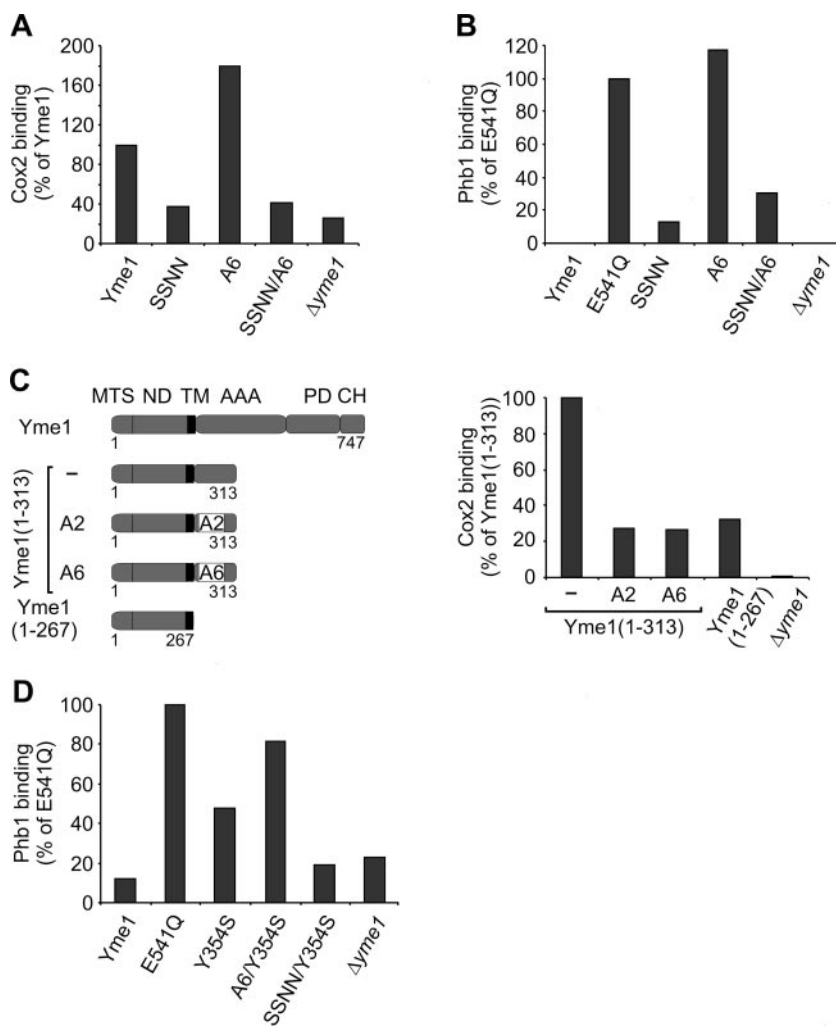 A
Cox2 binding
(% of Yme1)
200
160
120
80
40
0
Yme1
SSNN
A6
SSNN/A6
Δyme1
B
Phb1 binding
(% of E541Q)
120
100
80
60
40
20
0
Yme1
E541Q
SSNN
A6
SSNN/A6
Δyme1
C
MTS ND TM AAA PD CH
Yme1
1 747
Yme1(1-313)
–
1 313
A2
A2
1 313
A6
A6
1 313
Yme1
(1-267)
1 267
Cox2 binding
(% of Yme1(1-313))
100
80
60
40
20
0
–
A2
A6
Yme1(1-313)
Yme1
(1-267)
Δyme1
D
Phb1 binding
(% of E541Q)
100
80
60
40
20
0
Yme1
E541Q
Y354S
A6/Y354S
SSNN/Y354S
Δyme1